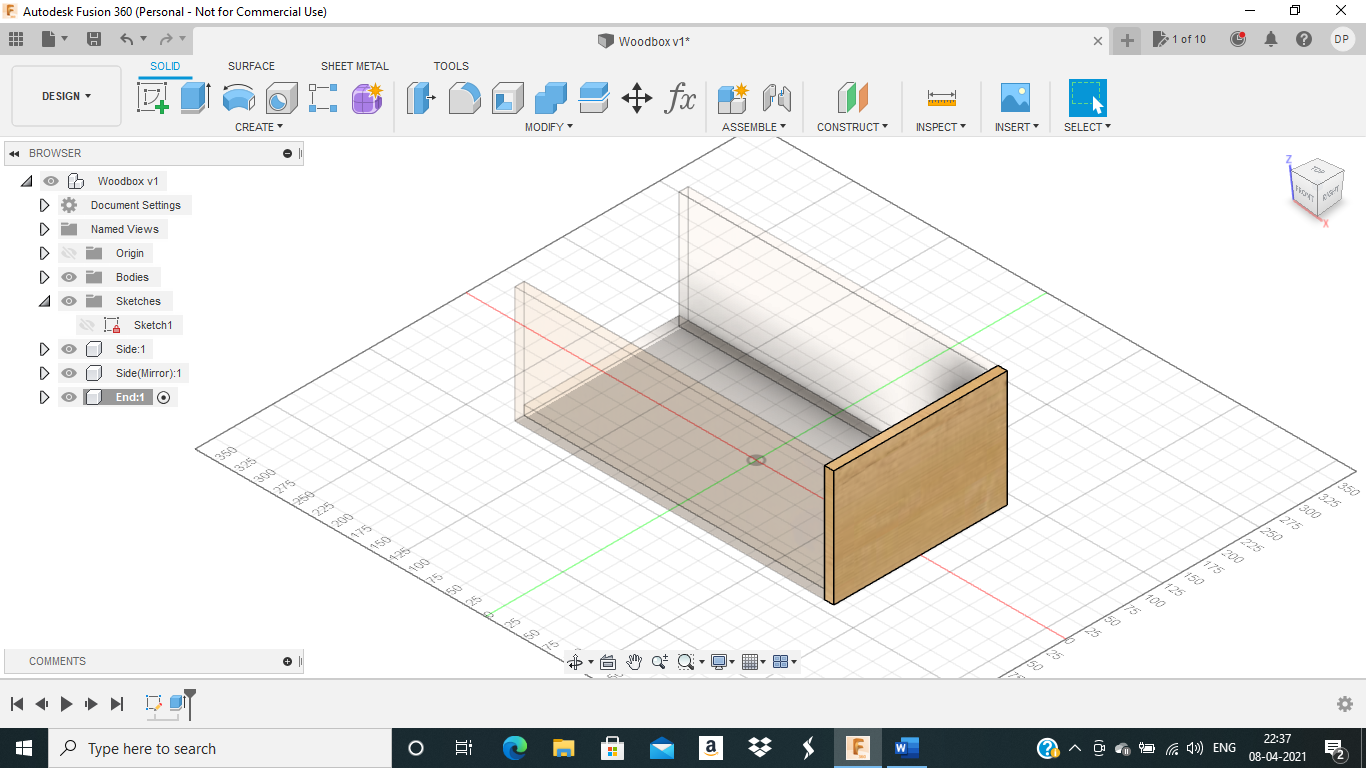 Autodesk Fusion 360 (Personal - Not for Commercial Use)
Woodbox v1*
1 of 10
DP
DESIGN
SOLID SURFACE SHEET METAL TOOLS
CREATE MODIFY ASSEMBLE CONSTRUCT INSPECT INSERT SELECT
fx
BROWSER
Woodbox v1
Document Settings
Named Views
Origin
Bodies
Sketches
Sketch1
Side:1
Side(Mirror):1
End:1
Z
TOP
FRONT
RIGHT
X
350
325
300
275
250
225
200
175
150
125
100
75
50
25
0
25
50
75
350
325
300
275
250
225
200
175
150
125
100
75
50
25
0
25
50
COMMENTS
Type here to search
a
W
ENG
22:37
08-04-2021
2